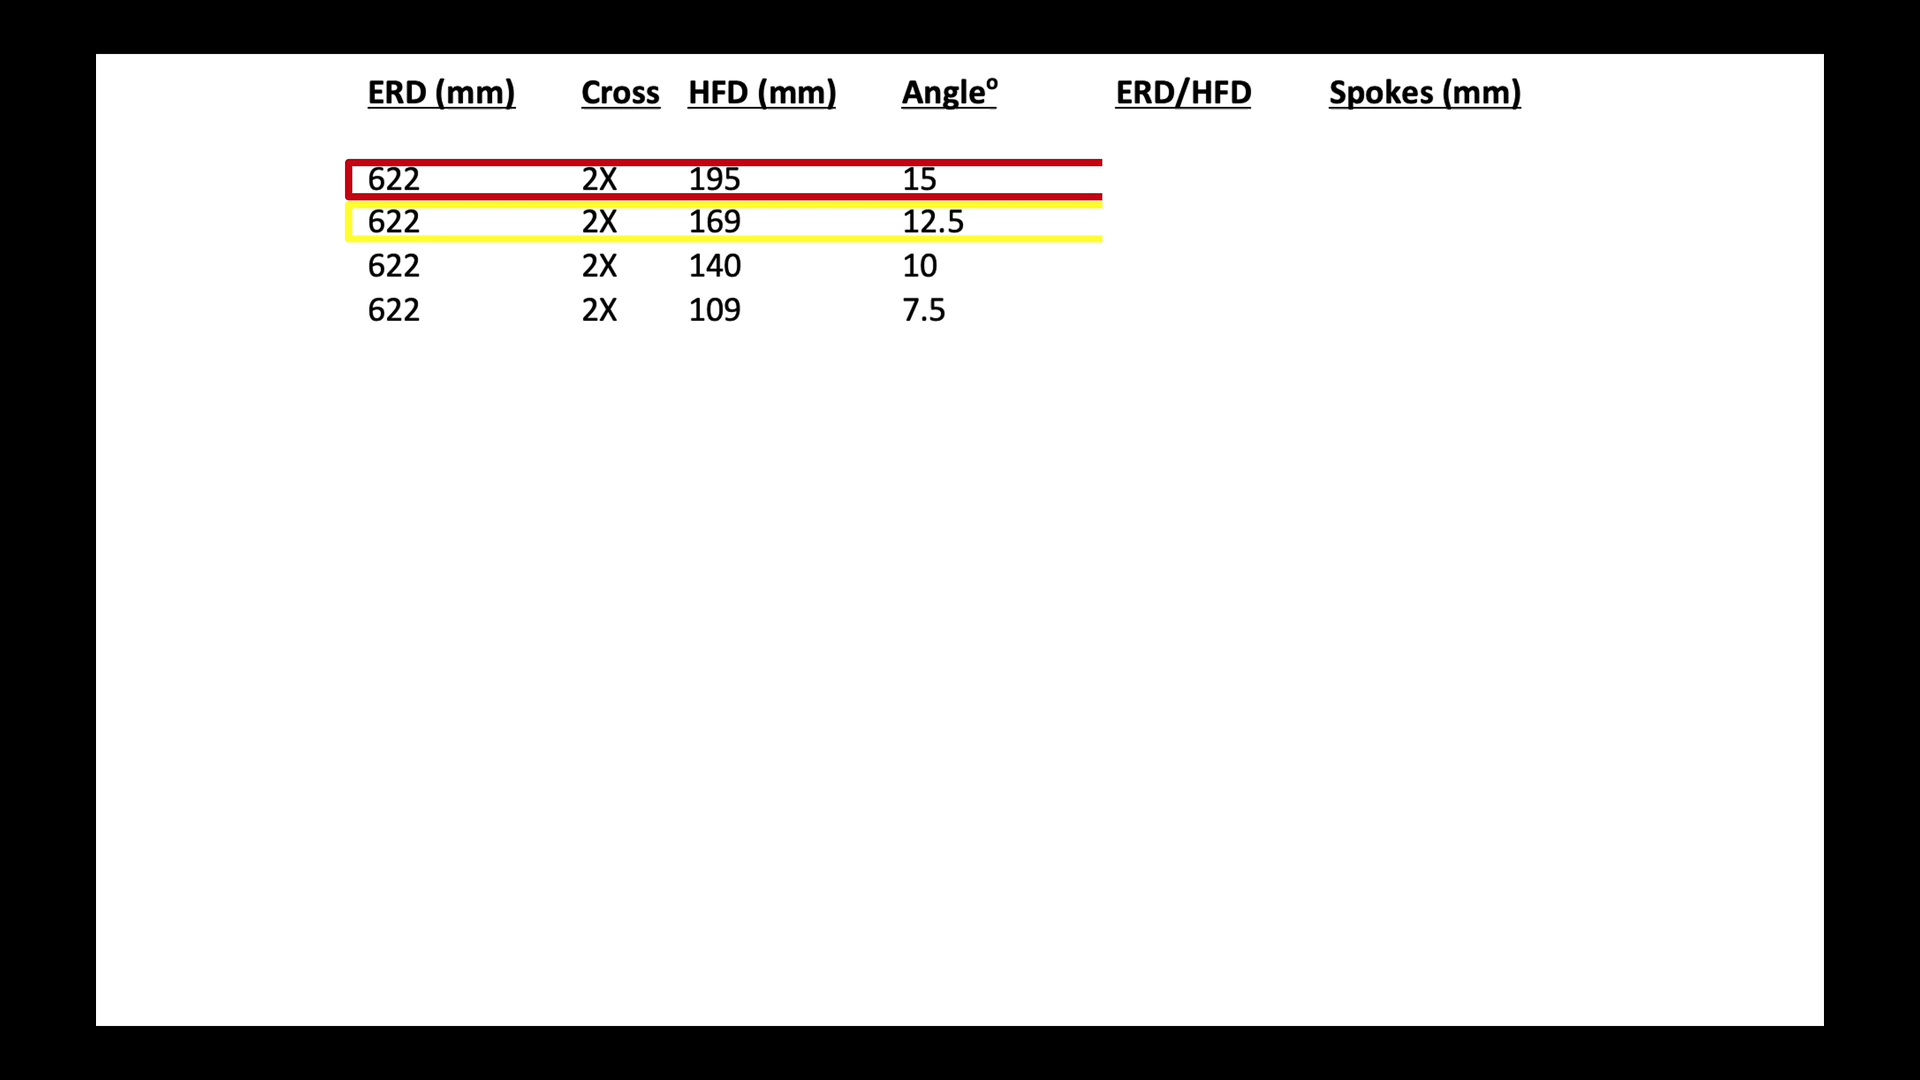 ERD (mm) Cross HFD (mm) Angleº ERD/HFD Spokes (mm)
622 2X 195 15
622 2X 169 12.5
622 2X 140 10
622 2X 109 7.5